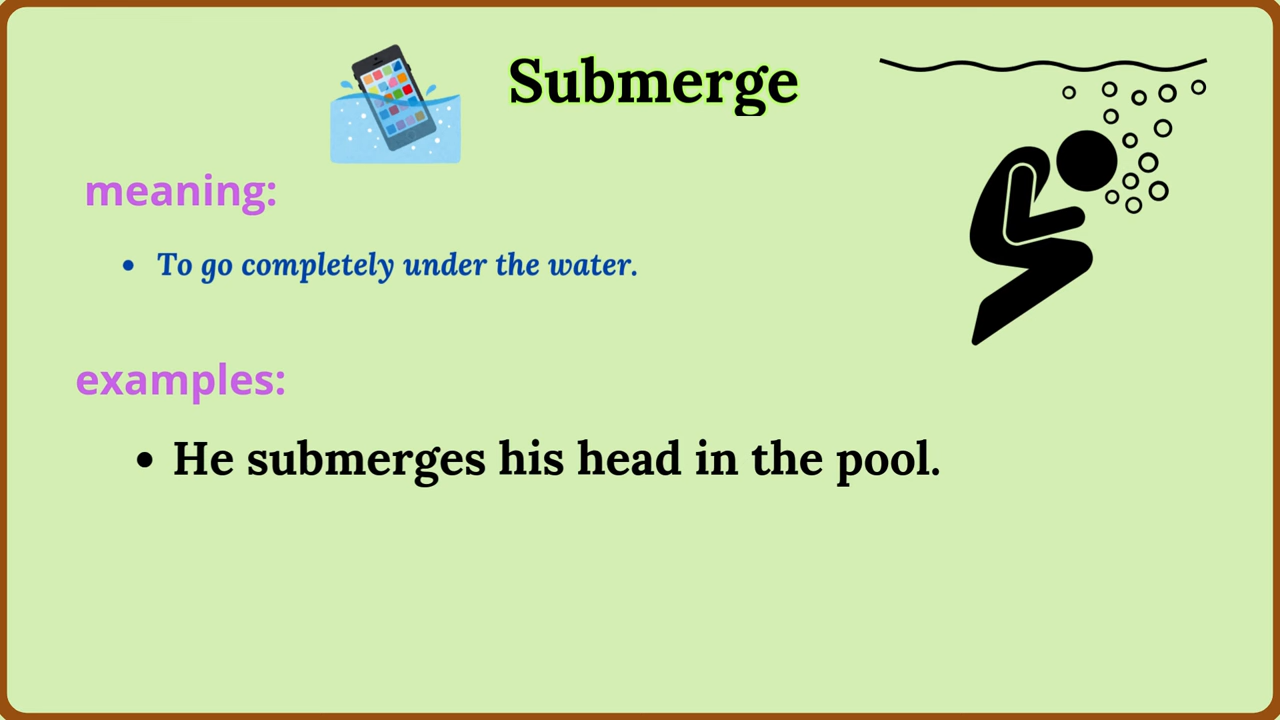 Submerge
meaning:
• To go completely under the water.
examples:
• He submerges his head in the pool.